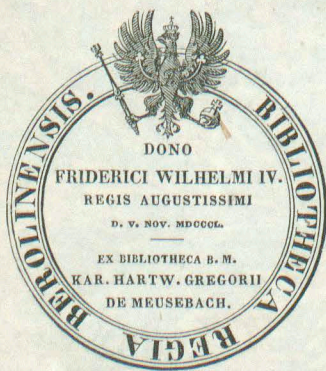 BIBLIOTHECA REGIA BEROLINENSIS.
DONO
FRIDERICI WILHELMI IV.
REGIS AUGUSTISSIMI
D. V. NOV. MDCCCL.
EX BIBLIOTHECA B. M.
KAR. HARTW. GREGORII
DE MEUSEBACH.